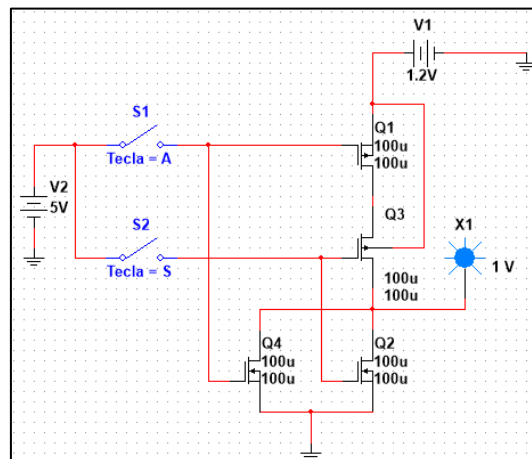 V1
1.2V
S1
Tecla = A
Q1
100u
100u
V2
5V
S2
Tecla = S
Q3
100u
100u
X1
1 V
Q4
100u
100u
Q2
100u
100u